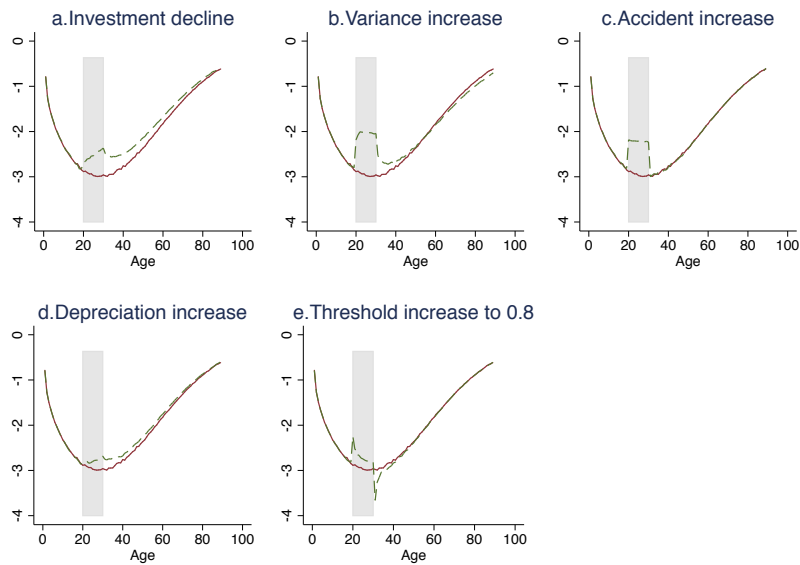 a.Investment decline
b.Variance increase
c.Accident increase
0
-1
-2
-3
-4
0 20 40 60 80 100
Age
0
-1
-2
-3
-4
0 20 40 60 80 100
Age
0
-1
-2
-3
-4
0 20 40 60 80 100
Age
d.Depreciation increase
e.Threshold increase to 0.8
0
-1
-2
-3
-4
0 20 40 60 80 100
Age
0
-1
-2
-3
-4
0 20 40 60 80 100
Age